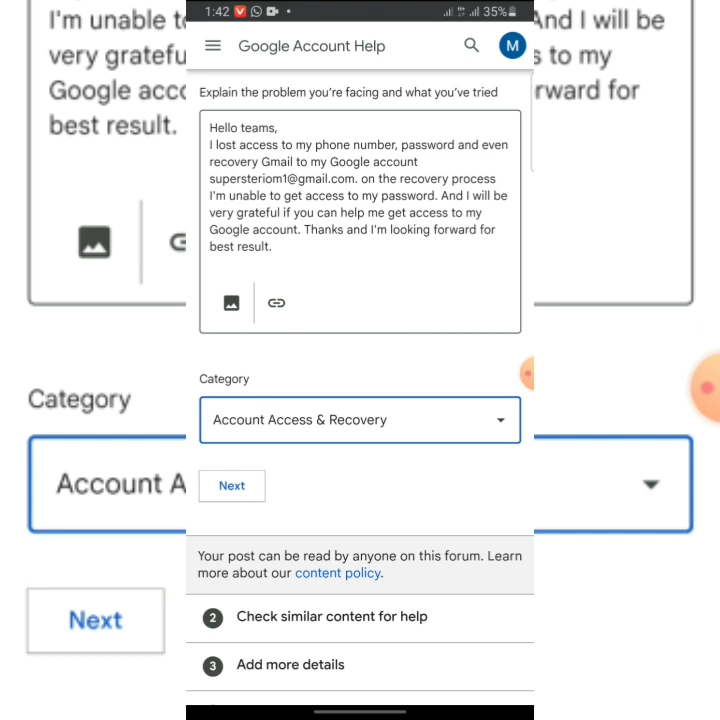 I'm unable t
very gratefu
Google acco
best result.
And I will be
s to my
rward for
Category
Account A
Next
1:42 35%
Google Account Help
M
Explain the problem you're facing and what you've tried
Hello teams,
I lost access to my phone number, password and even
recovery Gmail to my Google account
supersteriom1@gmail.com. on the recovery process
I'm unable to get access to my password. And I will be
very grateful if you can help me get access to my
Google account. Thanks and I'm looking forward for
best result.
Category
Account Access & Recovery
Next
Your post can be read by anyone on this forum. Learn
more about our content policy.
2 Check similar content for help
3 Add more details